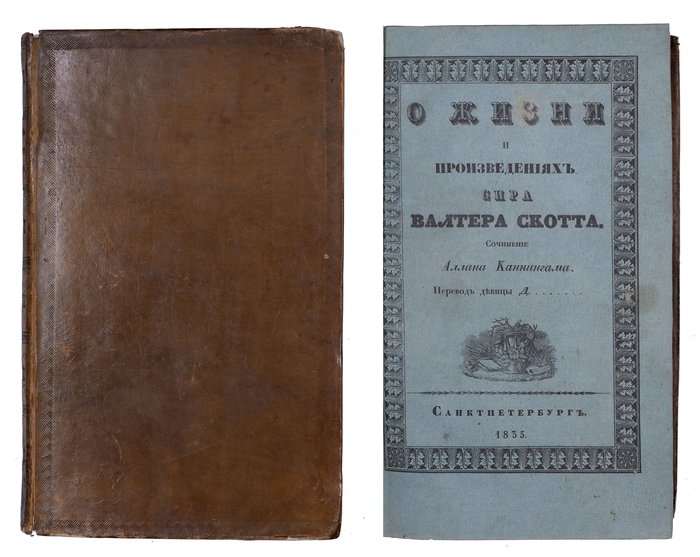 О ЖИЗНИ
И
ПРОИЗВЕДЕНІЯХЪ
СИРА
ВАЛТЕРА СКОТТА.
Сочиненіе
Аллана Каннингама.
Переводъ дѣвицы Д. . . . . . . .
Санктпетербургъ.
1835.